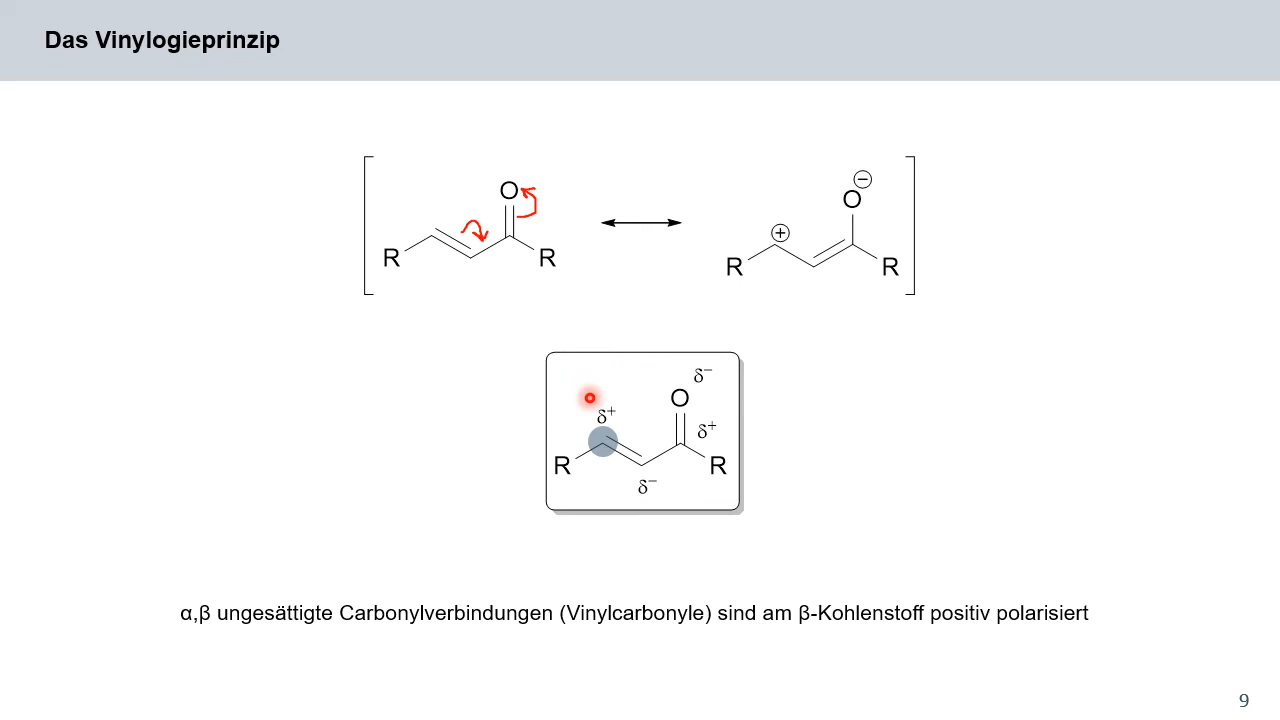 Das Vinylogieprinzip
O
R
R
O
⊖
⊕
R
R
δ−
O
δ+
δ+
R
R
δ−
α,β ungesättigte Carbonylverbindungen (Vinylcarbonyle) sind am β-Kohlenstoff positiv polarisiert
9